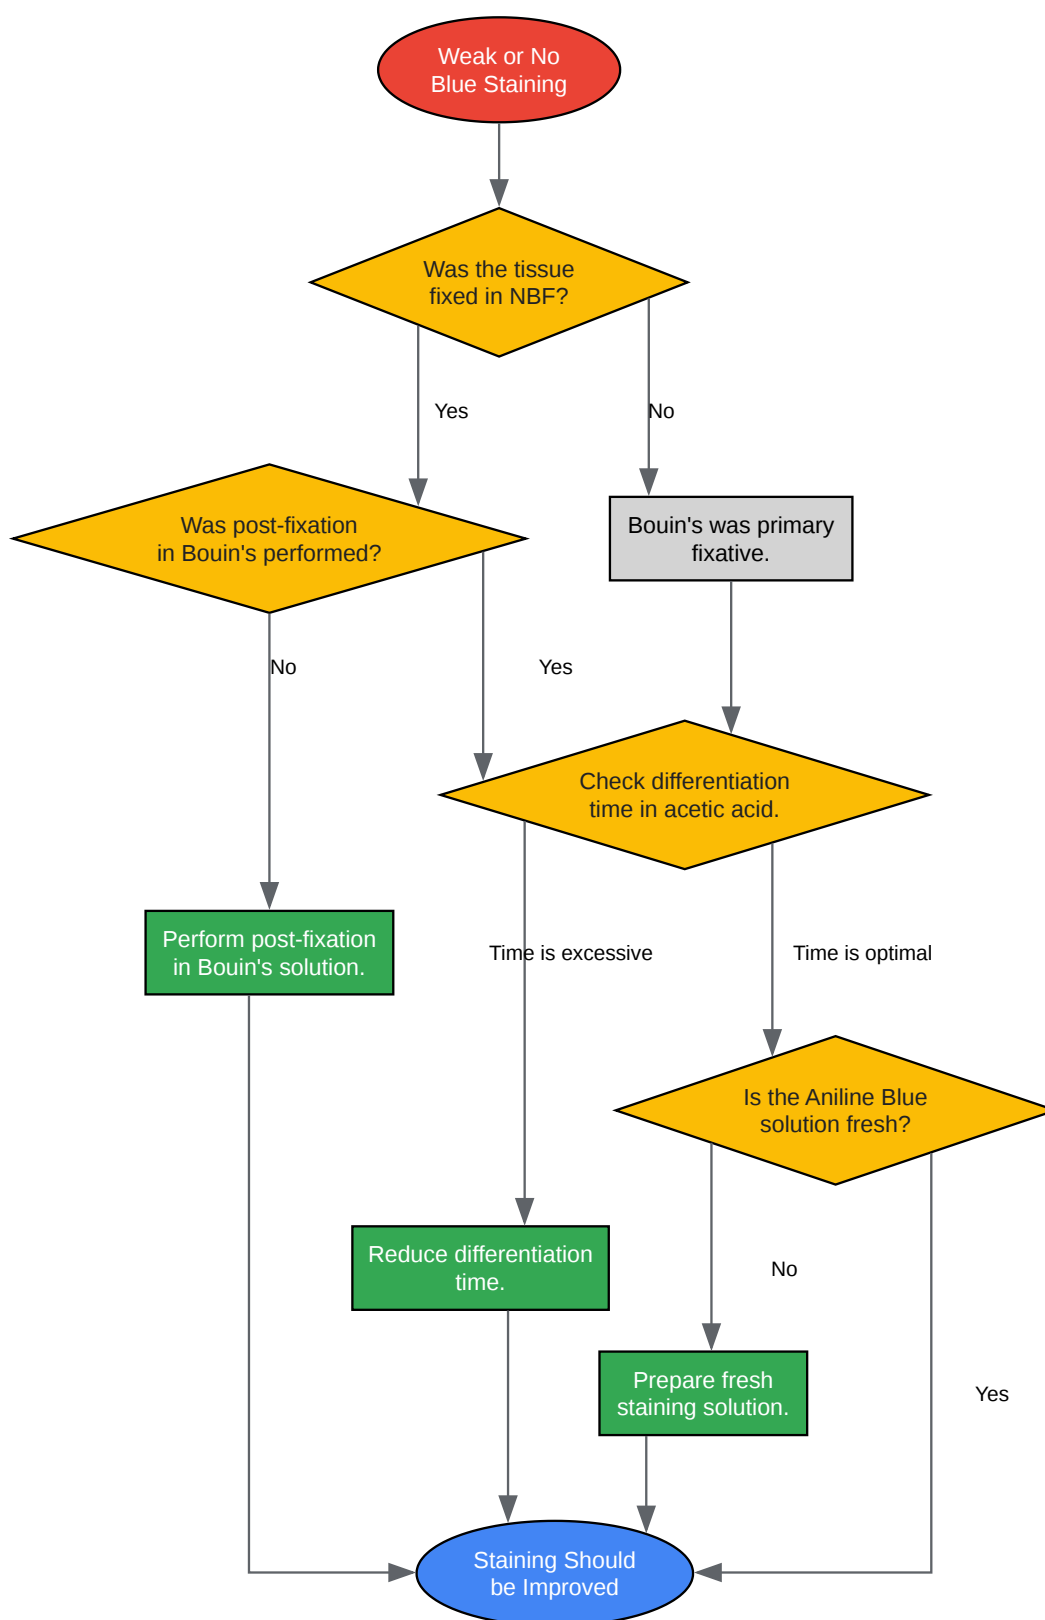 Weak or No
Blue Staining
Was the tissue
fixed in NBF?
Yes
No
Was post-fixation
in Bouin's performed?
Bouin's was primary
fixative.
No
Yes
Check differentiation
time in acetic acid.
Perform post-fixation
in Bouin's solution.
Time is excessive
Time is optimal
Is the Aniline Blue
solution fresh?
Reduce differentiation
time.
No
Prepare fresh
staining solution.
Yes
Staining Should
be Improved